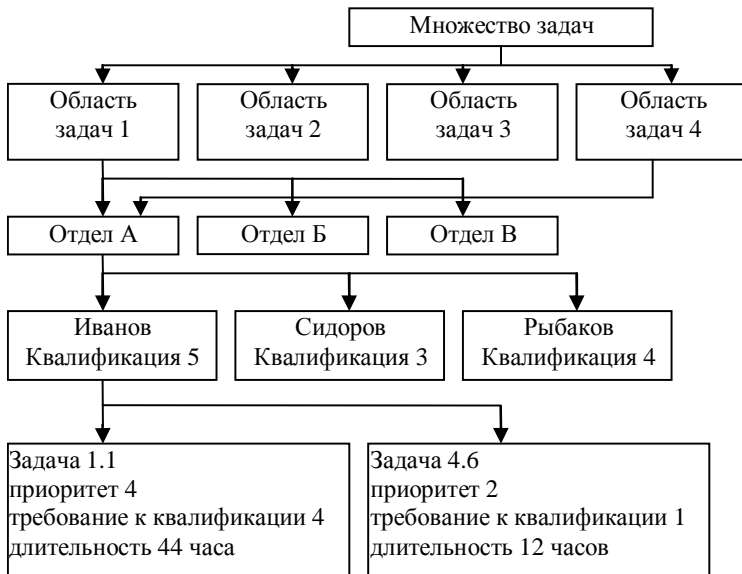 Множество задач
Область
задач 1
Область
задач 2
Область
задач 3
Область
задач 4
Отдел А
Отдел Б
Отдел В
Иванов
Квалификация 5
Сидоров
Квалификация 3
Рыбаков
Квалификация 4
Задача 1.1
приоритет 4
требование к квалификации 4
длительность 44 часа
Задача 4.6
приоритет 2
требование к квалификации 1
длительность 12 часов